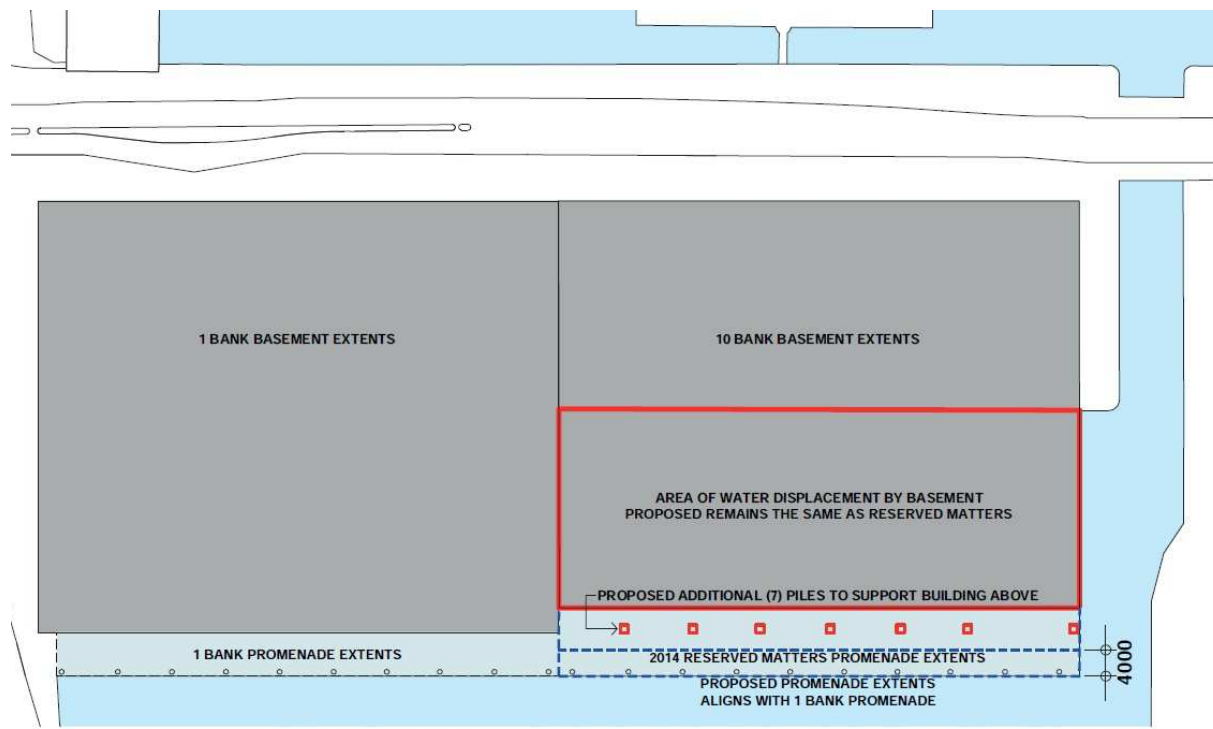 1 BANK BASEMENT EXTENTS
10 BANK BASEMENT EXTENTS
AREA OF WATER DISPLACEMENT BY BASEMENT
PROPOSED REMAINS THE SAME AS RESERVED MATTERS
PROPOSED ADDITIONAL (7) PILES TO SUPPORT BUILDING ABOVE
1 BANK PROMENADE EXTENTS
2014 RESERVED MATTERS PROMENADE EXTENTS
4000
PROPOSED PROMENADE EXTENTS
ALIGNS WITH 1 BANK PROMENADE